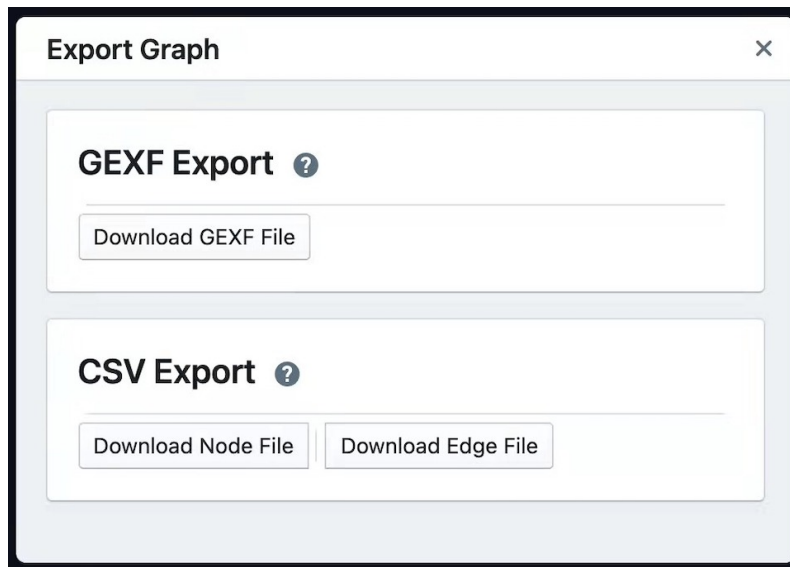 Export Graph
GEXF Export ?
Download GEXF File
CSV Export ?
Download Node File Download Edge File